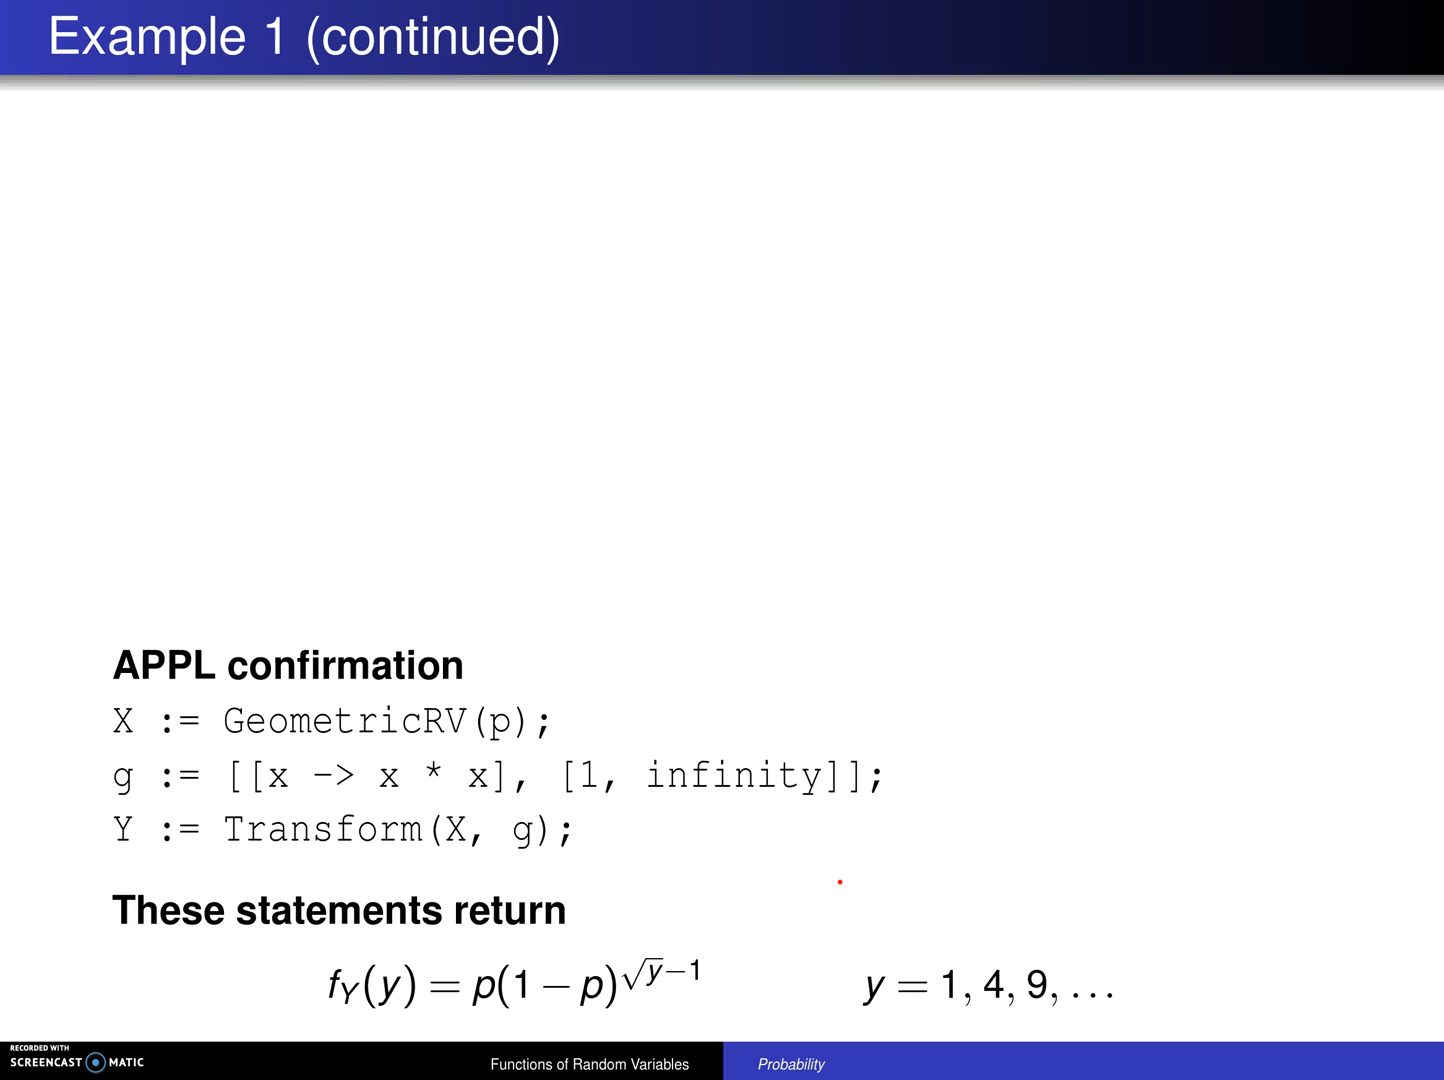 Example 1 (continued)
APPL confirmation
X := GeometricRV(p);
g := [[x -> x * x], [1, infinity]];
Y := Transform(X, g);
These statements return
f_Y(y) = p(1 − p)^{√y−1}    y = 1, 4, 9, ...
RECORDED WITH
SCREENCAST MATIC
Functions of Random Variables    Probability